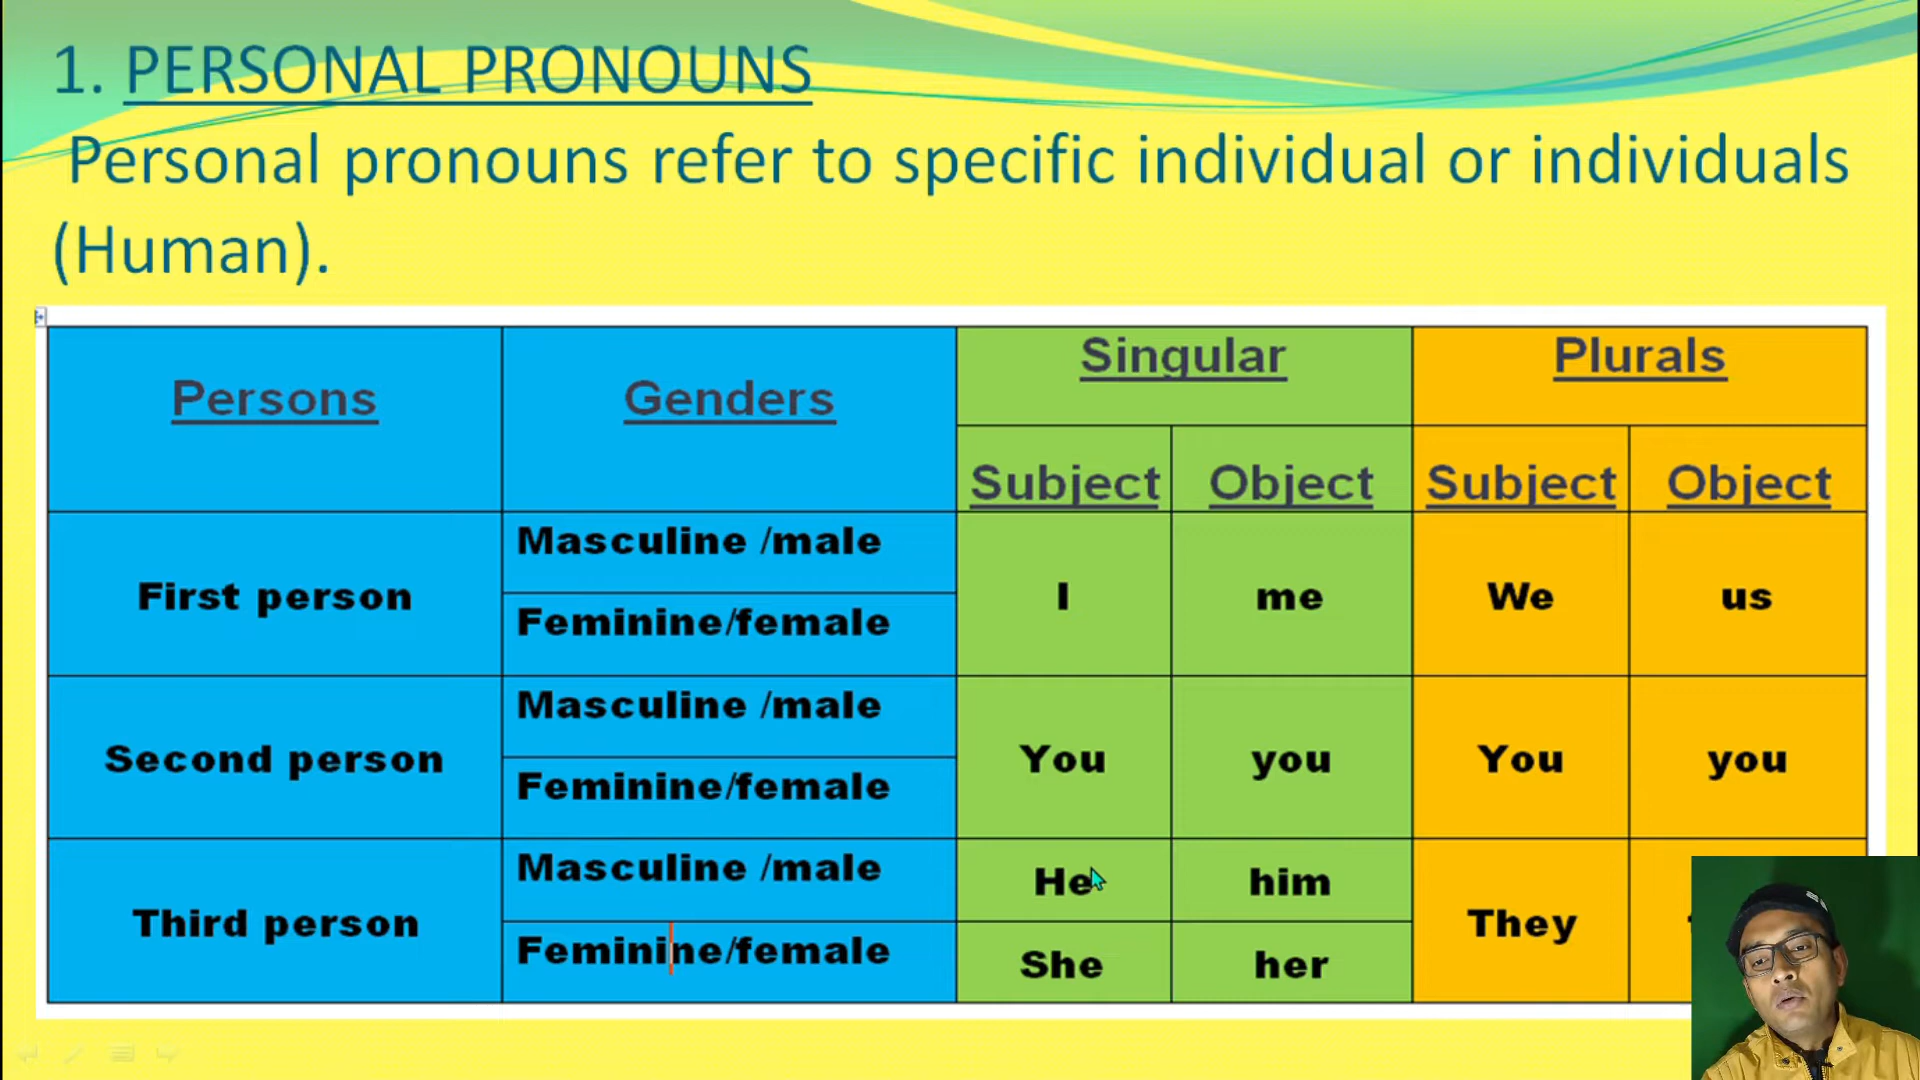 1. PERSONAL PRONOUNS
Personal pronouns refer to specific individual or individuals
(Human).
Persons Genders Singular Plurals
Subject Object Subject Object
First person Masculine /male I me We us
Feminine/female
Second person Masculine /male You you You you
Feminine/female
Third person Masculine /male He him They
Feminine/female She her